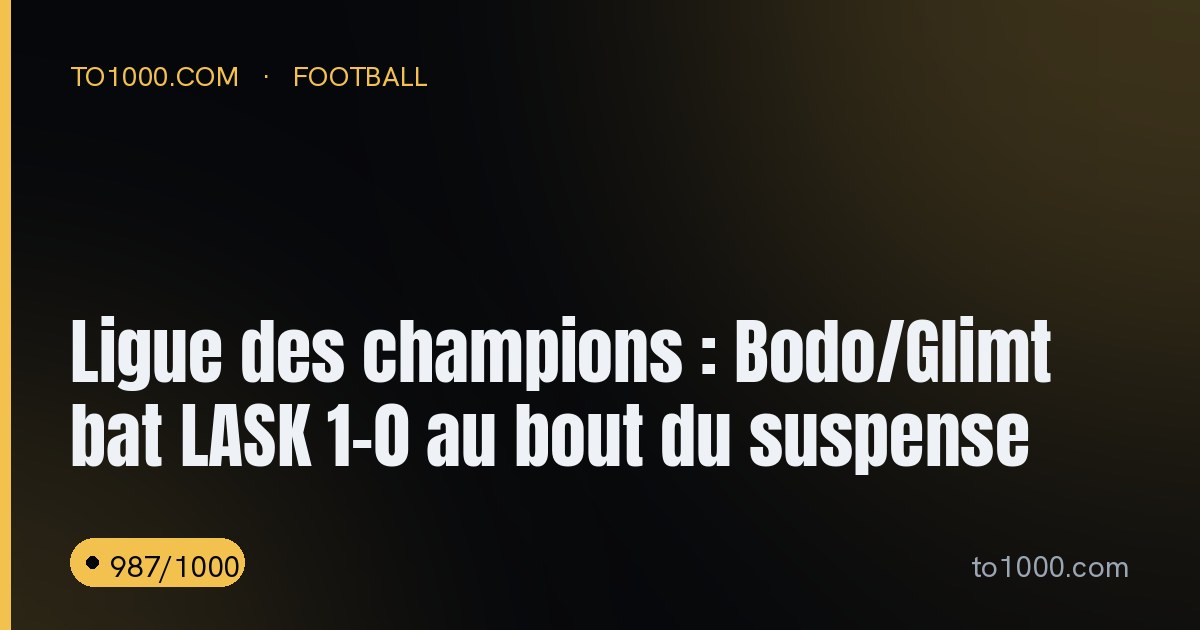 TO1000.COM · FOOTBALL
Ligue des champions : Bodo/Glimt
bat LASK 1-0 au bout du suspense
987/1000
to1000.com